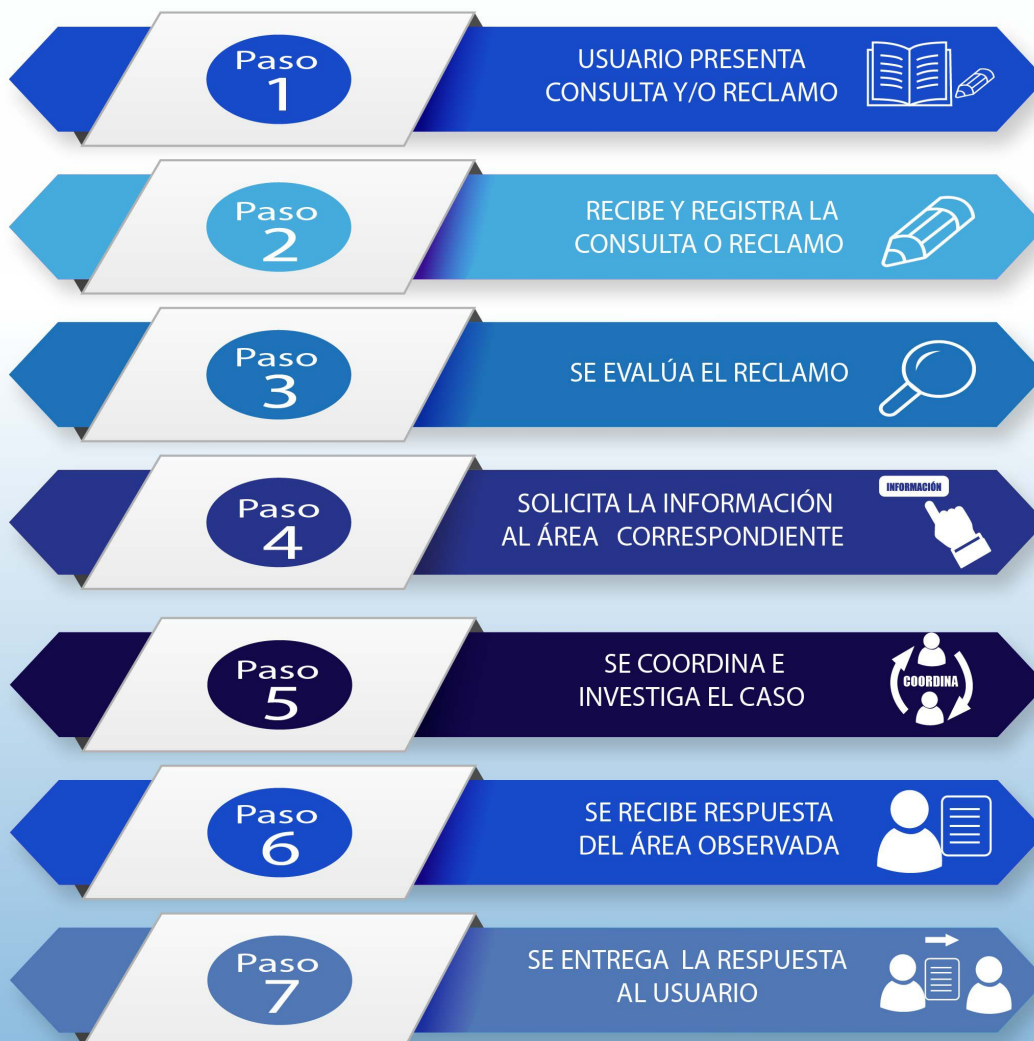 Paso
1
USUARIO PRESENTA
CONSULTA Y/O RECLAMO
Paso
2
RECIBE Y REGISTRA LA
CONSULTA O RECLAMO
Paso
3
SE EVALÚA EL RECLAMO
Paso
4
SOLICITA LA INFORMACIÓN
AL ÁREA CORRESPONDIENTE
INFORMACIÓN
Paso
5
SE COORDINA E
INVESTIGA EL CASO
COORDINA
Paso
6
SE RECIBE RESPUESTA
DEL ÁREA OBSERVADA
Paso
7
SE ENTREGA LA RESPUESTA
AL USUARIO